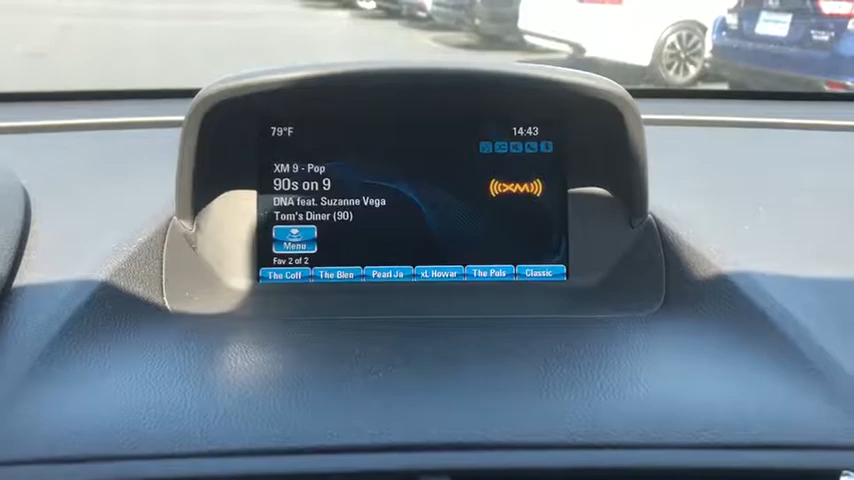 79°F
14:43
XM 9 - Pop
90s on 9
DNA feat. Suzanne Vega
Tom's Diner (90)
((XM))
Menu
Fav 2 of 2
The Coff The Blen Pearl Ja xL Howar The Puls Classic